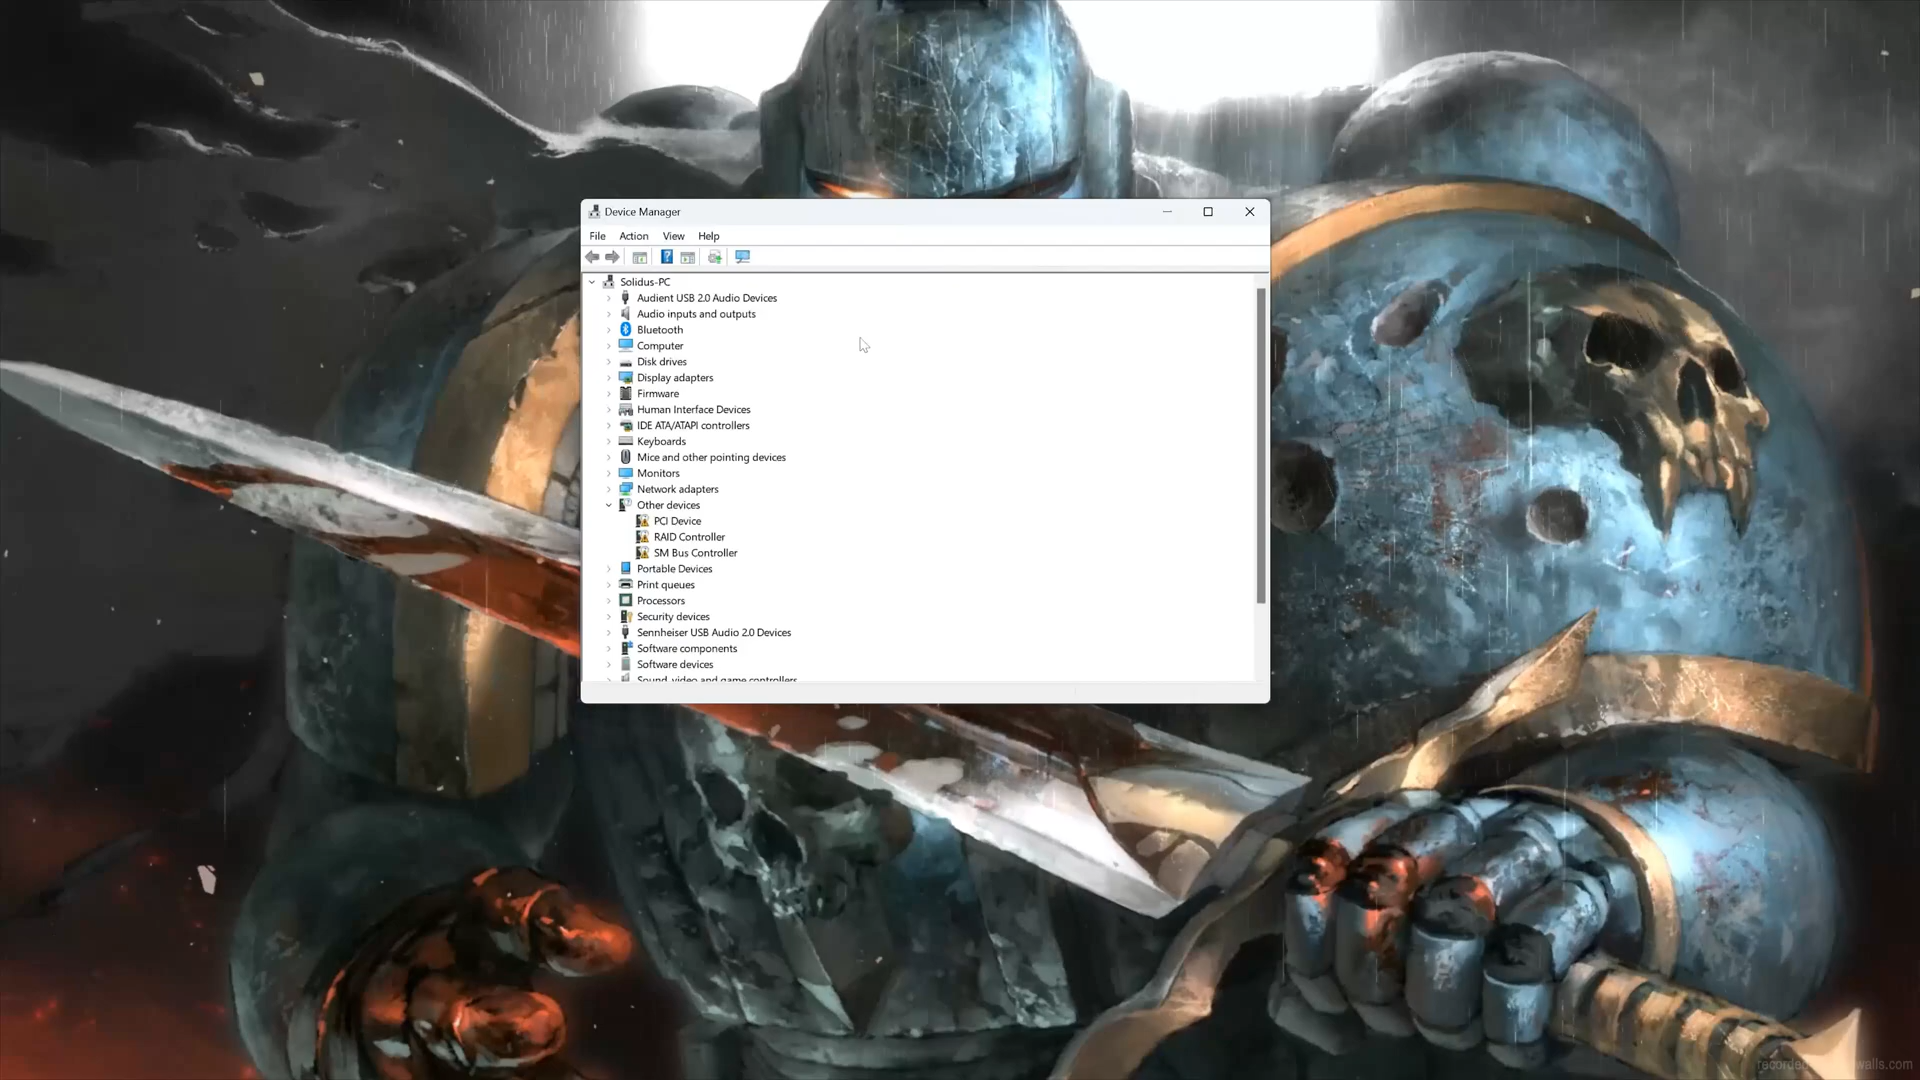 Device Manager
File Action View Help
Solidus-PC
Audient USB 2.0 Audio Devices
Audio inputs and outputs
Bluetooth
Computer
Disk drives
Display adapters
Firmware
Human Interface Devices
IDE ATA/ATAPI controllers
Keyboards
Mice and other pointing devices
Monitors
Network adapters
Other devices
PCI Device
RAID Controller
SM Bus Controller
Portable Devices
Print queues
Processors
Security devices
Sennheiser USB Audio 2.0 Devices
Software components
Software devices
Sound, video and game controllers